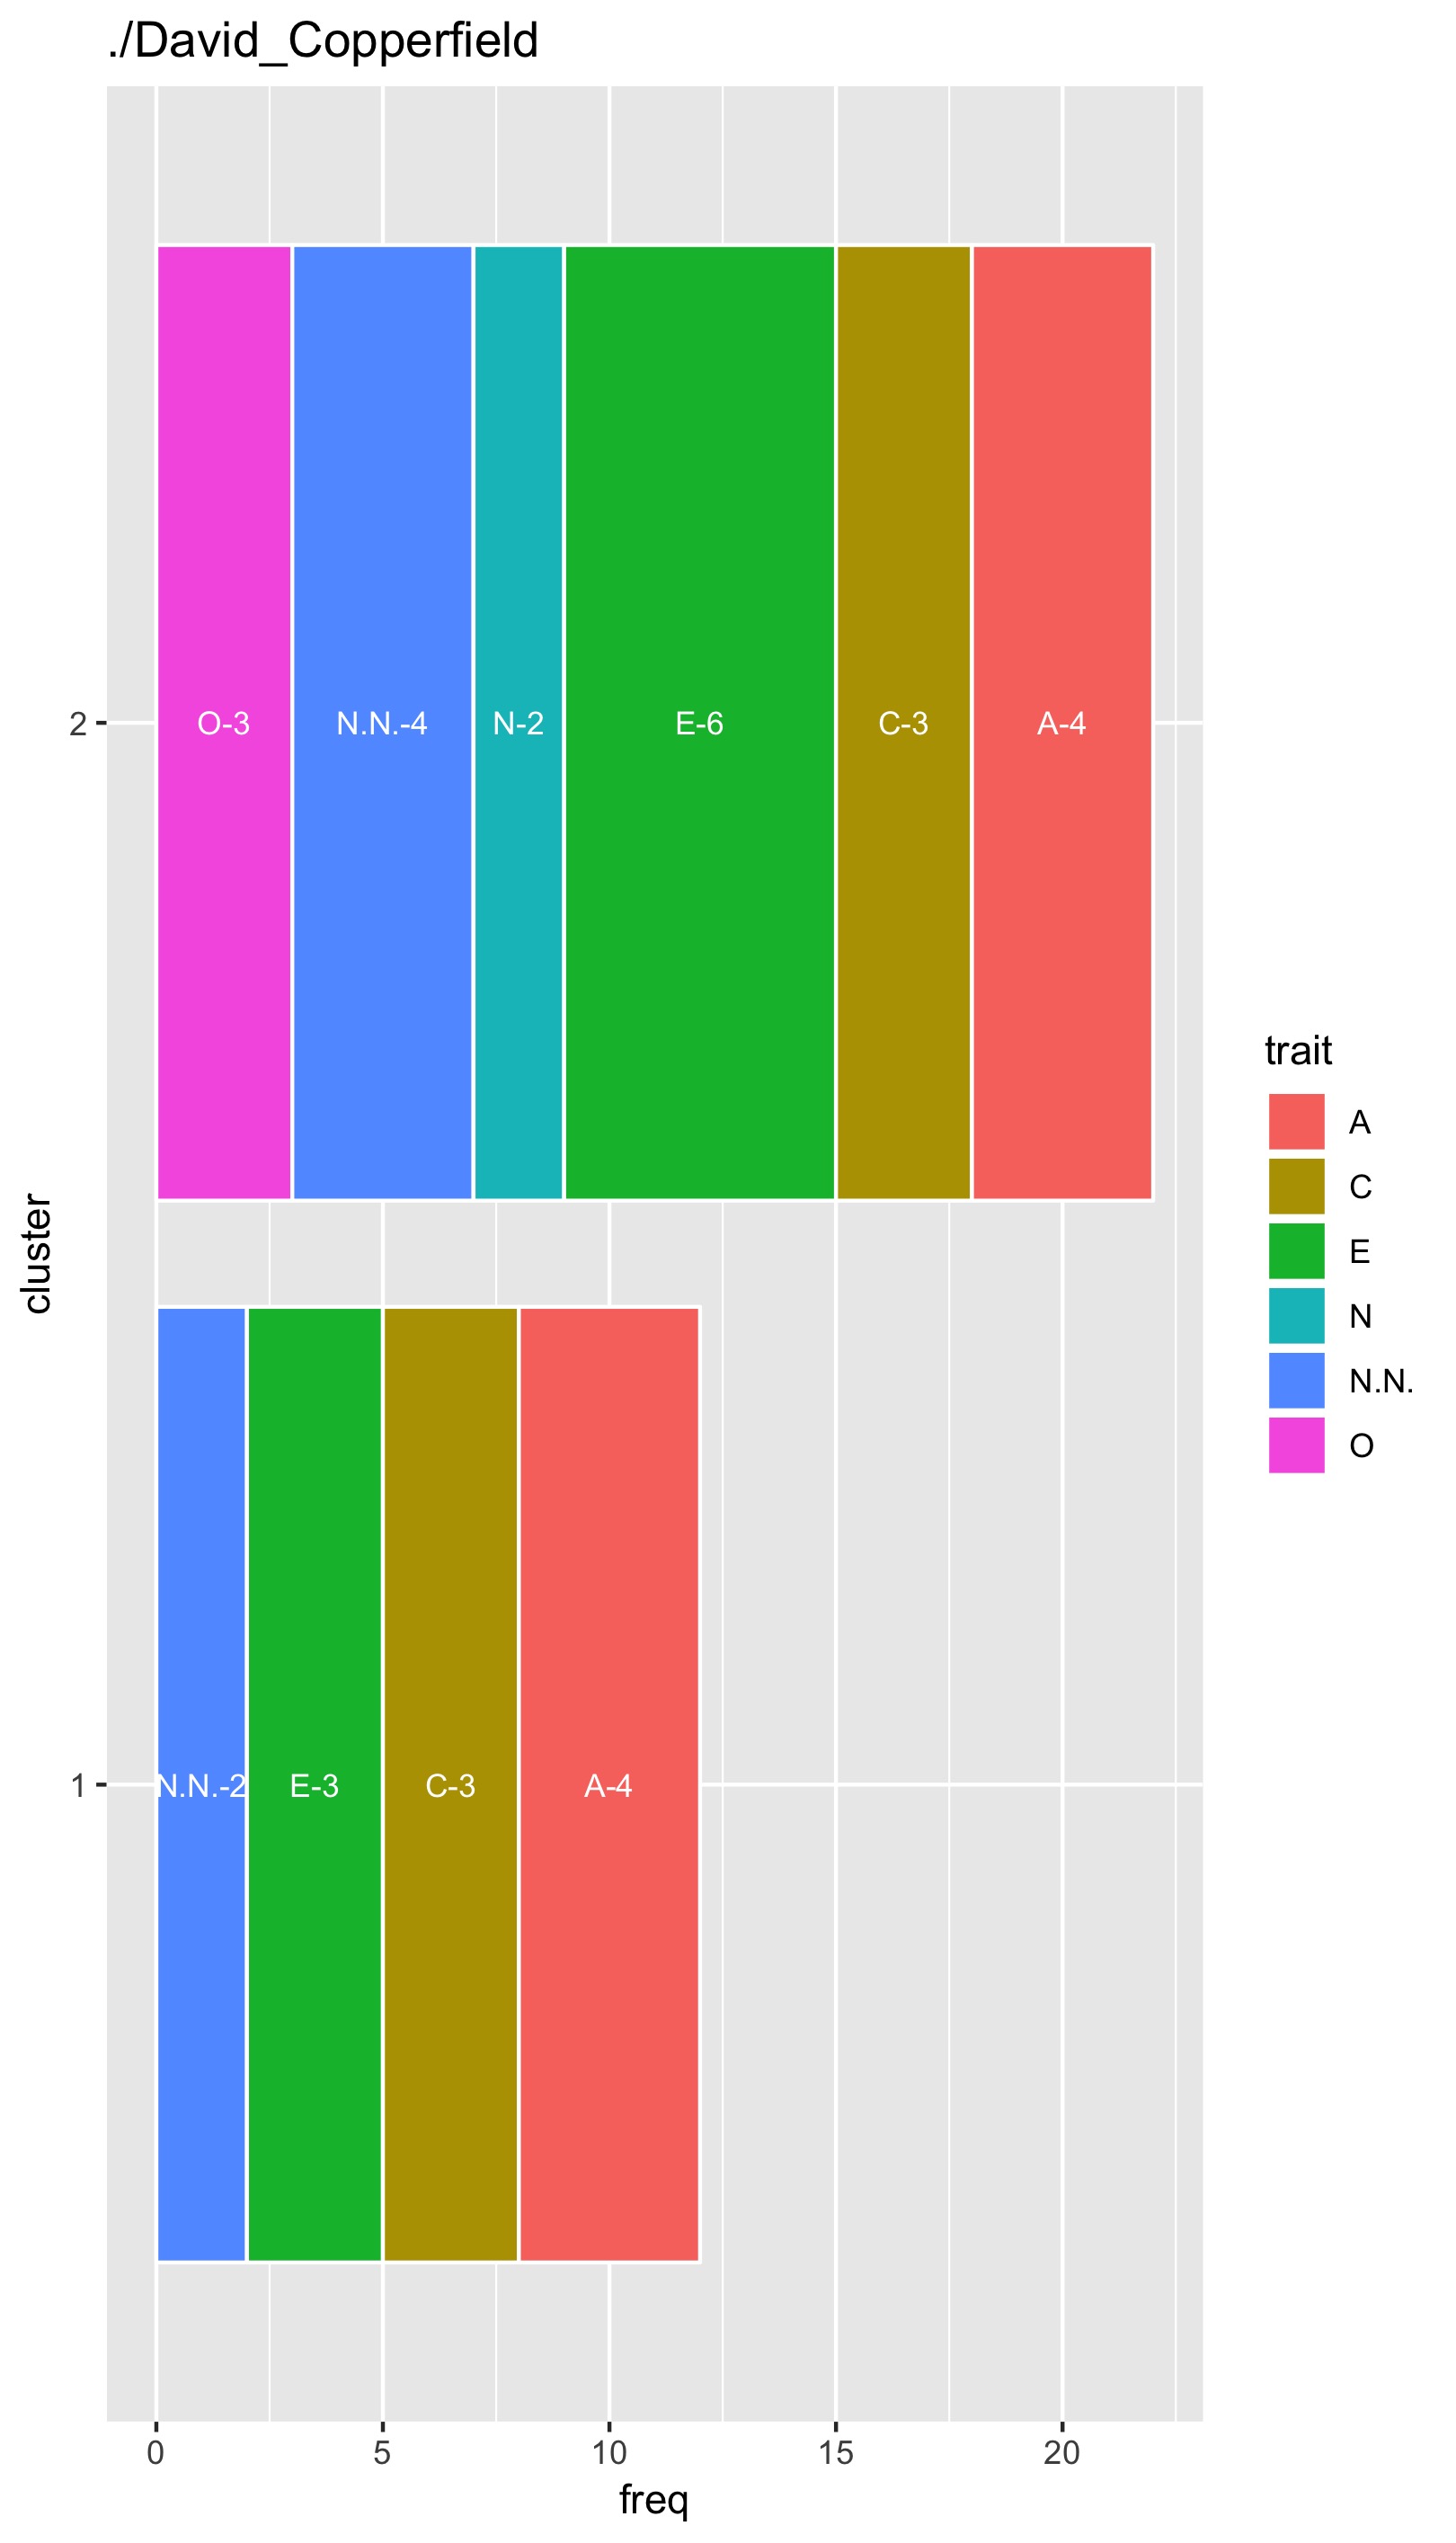 ./David_Copperfield
2
O-3 N.N.-4 N-2 E-6 C-3 A-4
cluster
1
N.N.-2 E-3 C-3 A-4
0 5 10 15 20
freq
trait
A
C
E
N
N.N.
O